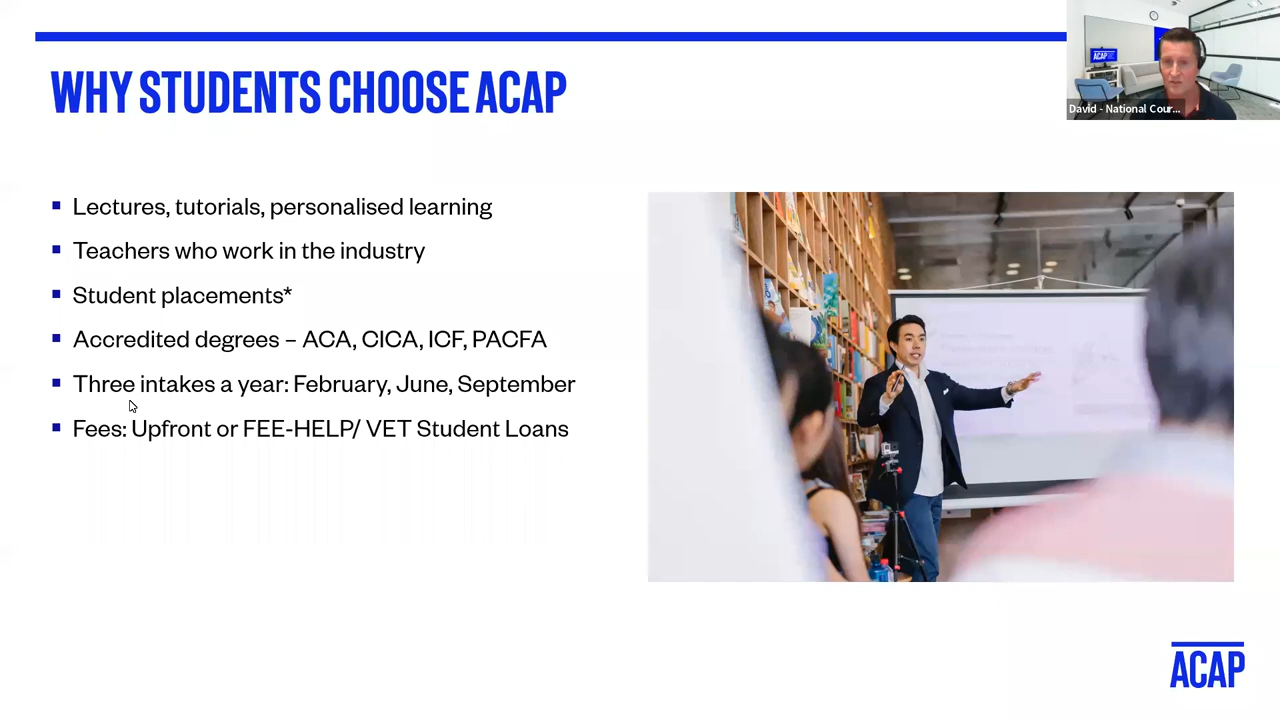 WHY STUDENTS CHOOSE ACAP
ACAP
David - National Cour...
Lectures, tutorials, personalised learning
Teachers who work in the industry
Student placements*
Accredited degrees – ACA, CICA, ICF, PACFA
Three intakes a year: February, June, September
Fees: Upfront or FEE-HELP/ VET Student Loans
ACAP